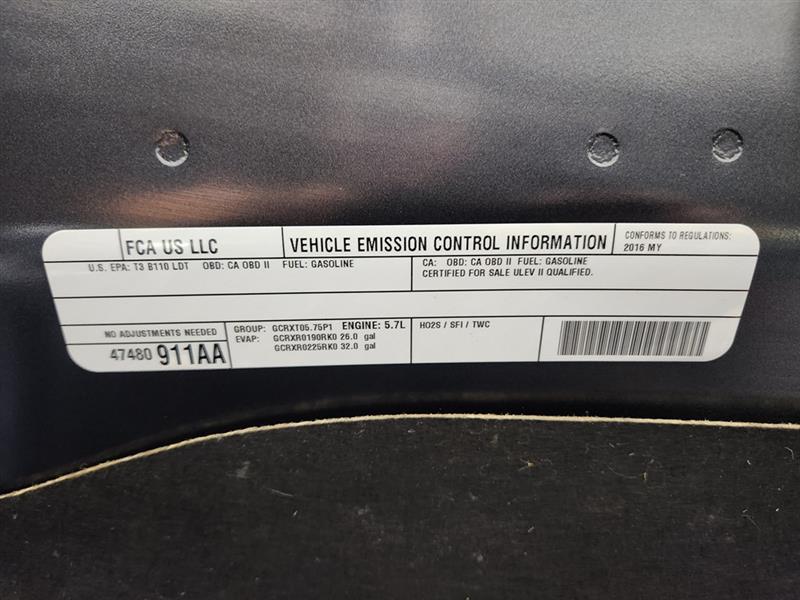 FCA US LLC
VEHICLE EMISSION CONTROL INFORMATION
CONFORMS TO REGULATIONS:
2016 MY
U.S. EPA: T3 B110 LDT OBD: CA OBD II FUEL: GASOLINE
CA: OBD: CA OBD II FUEL: GASOLINE
CERTIFIED FOR SALE ULEV II QUALIFIED.
NO ADJUSTMENTS NEEDED
47480 911AA
GROUP: GCRXT05.75P1 ENGINE: 5.7L
EVAP: GCRXR0190RK0 26.0 gal
GCRXR0225RK0 32.0 gal
HO2S / SFI / TWC